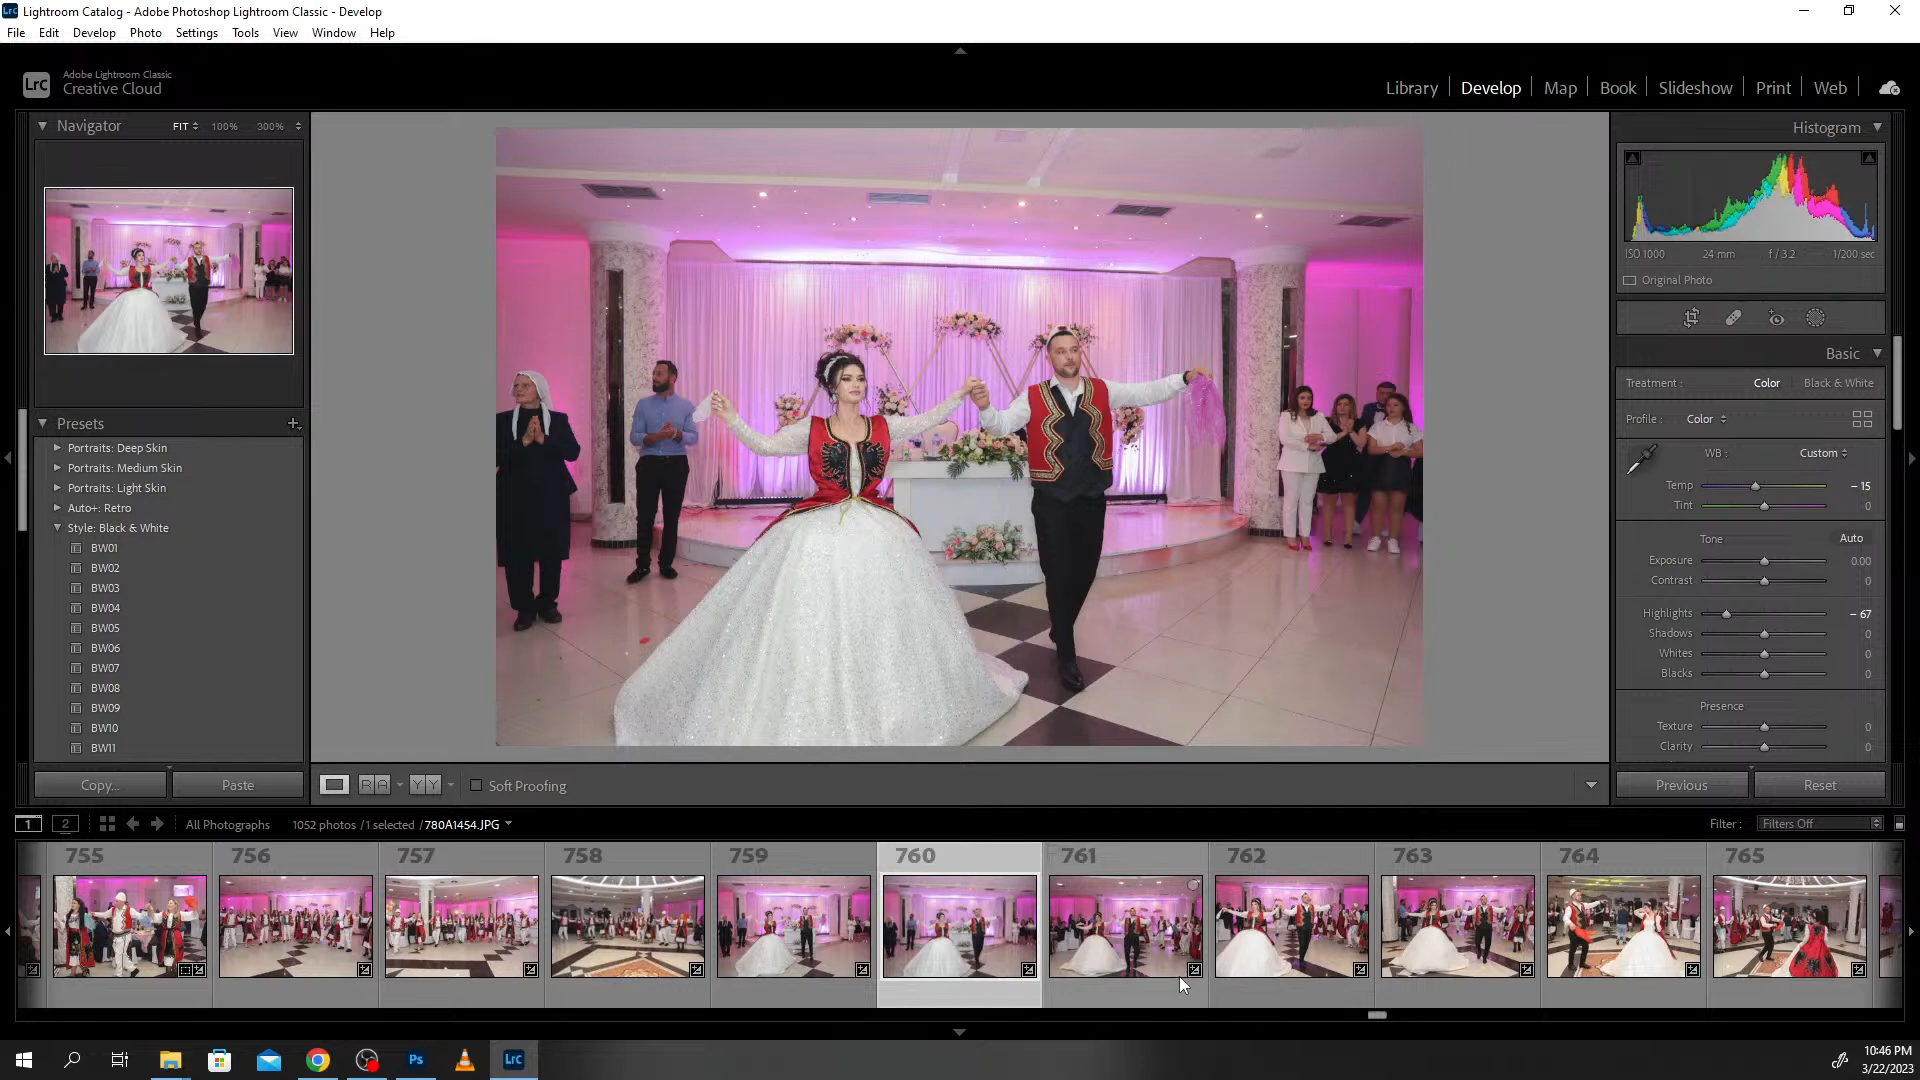 Lightroom Catalog - Adobe Photoshop Lightroom Classic - Develop
File Edit Develop Photo Settings Tools View Window Help
LrC Adobe Lightroom Classic
Creative Cloud
Library Develop Map Book Slideshow Print Web
Navigator FIT 100% 300%
Histogram
ISO 1000 24 mm f / 3.2 1/200 sec
Original Photo
Basic
Treatment : Color Black & White
Profile : Color
WB : Custom
Temp – 15
Tint 0
Tone Auto
Exposure 0.00
Contrast 0
Highlights – 67
Shadows 0
Whites 0
Blacks 0
Presence
Texture 0
Clarity 0
Presets
Portraits: Deep Skin
Portraits: Medium Skin
Portraits: Light Skin
Auto+: Retro
Style: Black & White
BW01
BW02
BW03
BW04
BW05
BW06
BW07
BW08
BW09
BW10
BW11
Copy... Paste
R A Y Y Soft Proofing
Previous Reset
1 2 All Photographs 1052 photos / 1 selected / 780A1454.JPG
Filter : Filters Off
755 756 757 758 759 760 761 762 763 764 765
Ps LrC
10:46 PM
3/22/2023